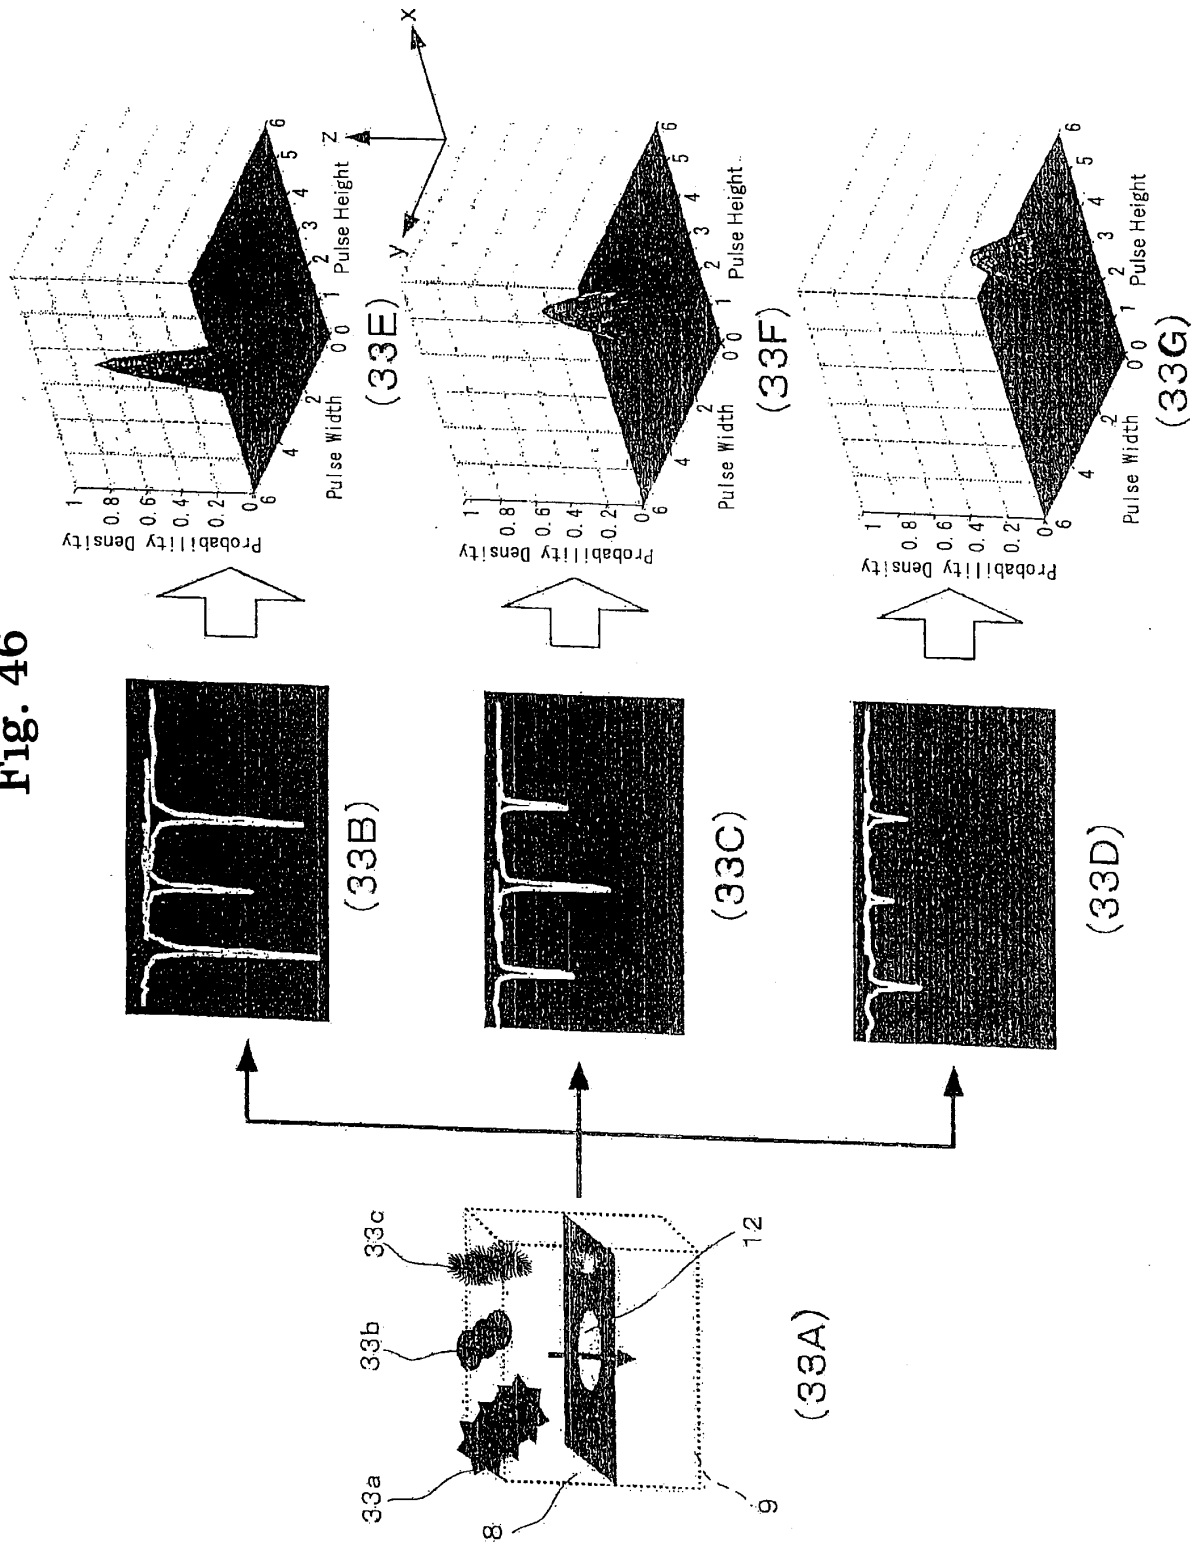 Fig. 46
33a
33b
33c
8
9
12
(33A)
(33B)
(33C)
(33D)
Probability Density
1
0.8
0.6
0.4
0.2
0
6
4
2
0
Pulse Width
0
1
2
3
4
5
6
Pulse Height
(33E)
z
x
y
Probability Density
1
0.8
0.6
0.4
0.2
0
6
4
2
0
Pulse Width
0
1
2
3
4
5
6
Pulse Height
(33F)
Probability Density
1
0.8
0.6
0.4
0.2
0
6
4
2
0
Pulse Width
0
1
2
3
4
5
6
Pulse Height
(33G)